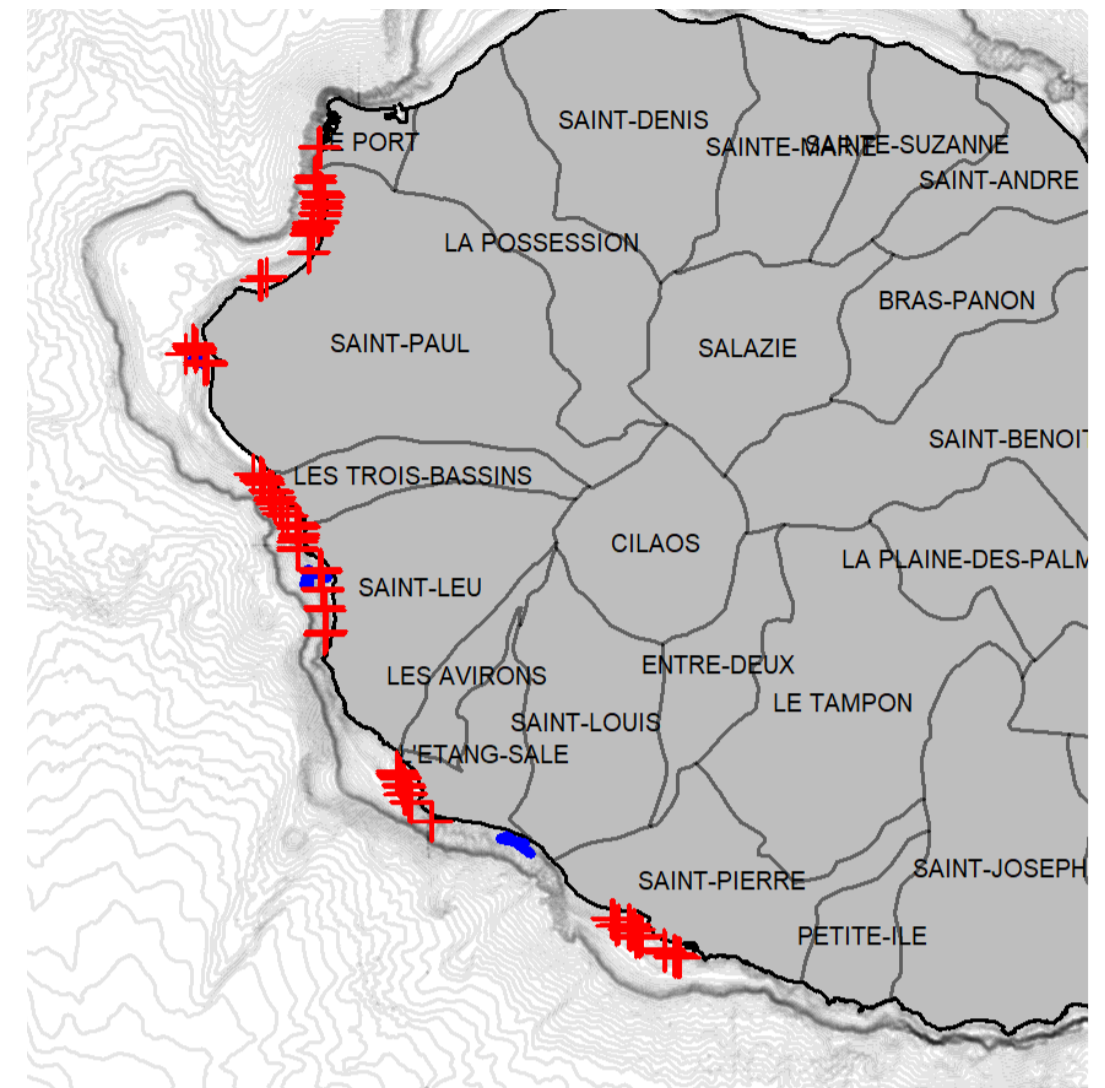 SAINT-DENIS
LE PORT
SAINTE-MARIE
SAINTE-SUZANNE
SAINT-ANDRE
LA POSSESSION
BRAS-PANON
SAINT-PAUL
SALAZIE
SAINT-BENOIT
LES TROIS-BASSINS
CILAOS
LA PLAINE-DES-PALM
SAINT-LEU
ENTRE-DEUX
LES AVIRONS
LE TAMPON
SAINT-LOUIS
L'ETANG-SALE
SAINT-JOSEPH
SAINT-PIERRE
PETITE-ILE